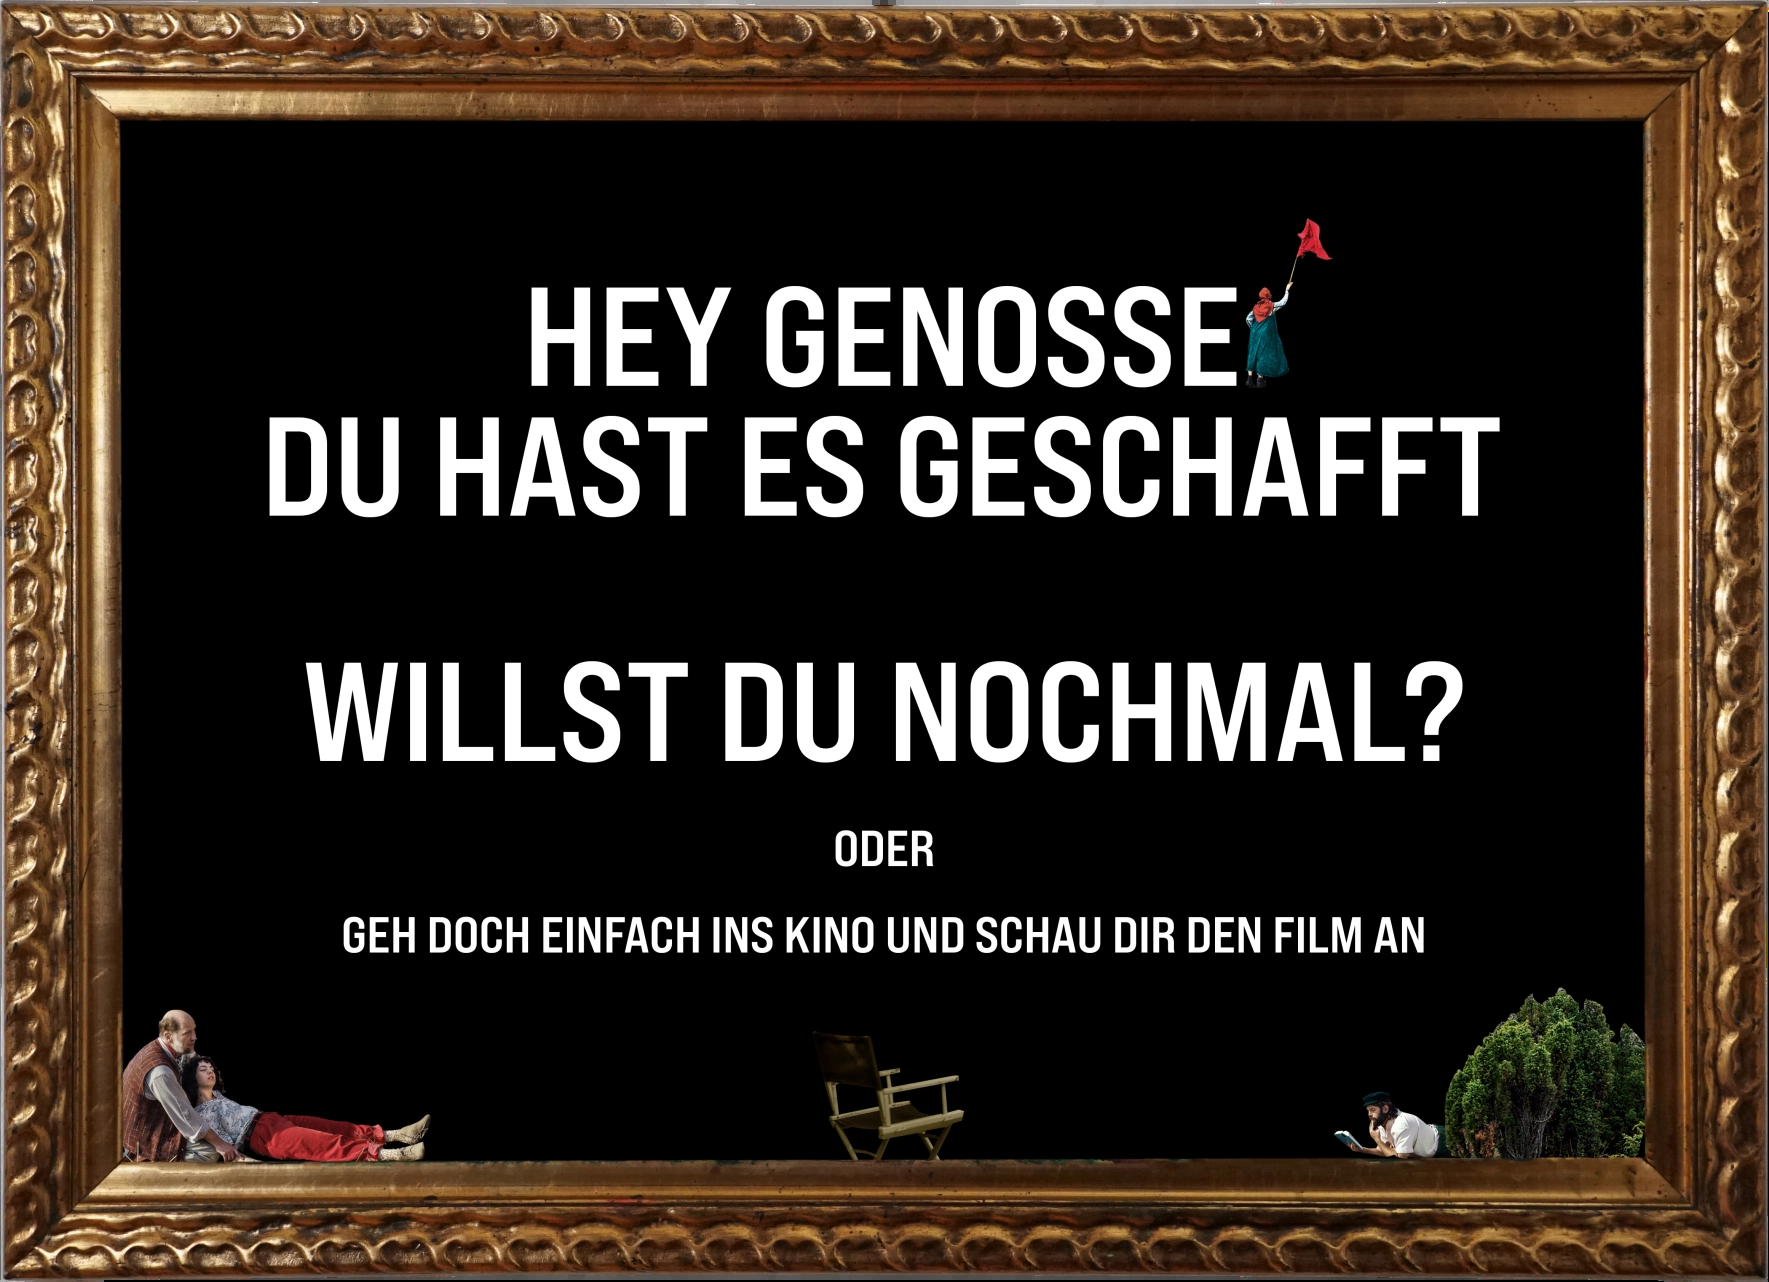 HEY GENOSSE
DU HAST ES GESCHAFFT
WILLST DU NOCHMAL?
ODER
GEH DOCH EINFACH INS KINO UND SCHAU DIR DEN FILM AN